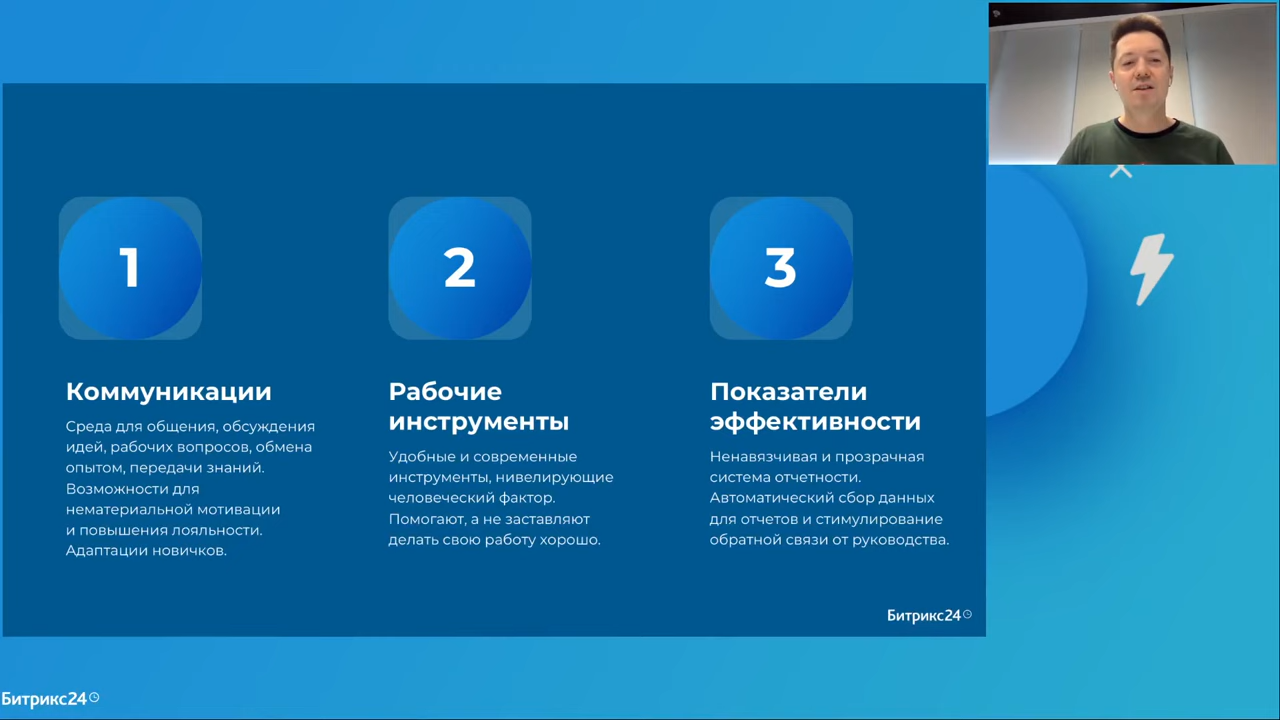 1
Коммуникации
Среда для общения, обсуждения
идей, рабочих вопросов, обмена
опытом, передачи знаний.
Возможности для
нематериальной мотивации
и повышения лояльности.
Адаптации новичков.
2
Рабочие
инструменты
Удобные и современные
инструменты, нивелирующие
человеческий фактор.
Помогают, а не заставляют
делать свою работу хорошо.
3
Показатели
эффективности
Ненавязчивая и прозрачная
система отчетности.
Автоматический сбор данных
для отчетов и стимулирование
обратной связи от руководства.
Битрикс24
Битрикс24